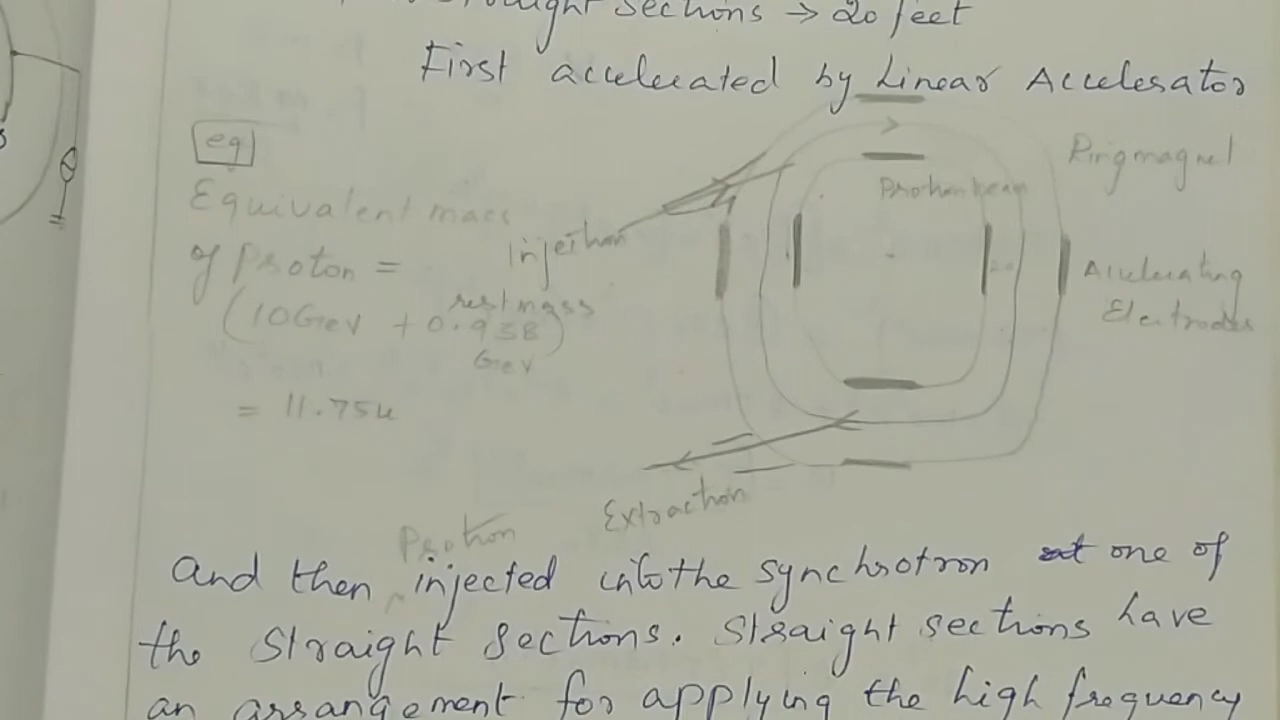 straight sections → 20 feet
First accelerated by Linear Accelerator
eg
Equivalent mass
of proton =
rest mass
(10GeV + 0.938)
GeV
= 11.75u
Ring magnet
Proton beam
Injection
Accelerating
Electrodes
Extraction
Proton
and then injected into the synchrotron at one of
the straight sections. Straight sections have
an arrangement for applying the high frequency